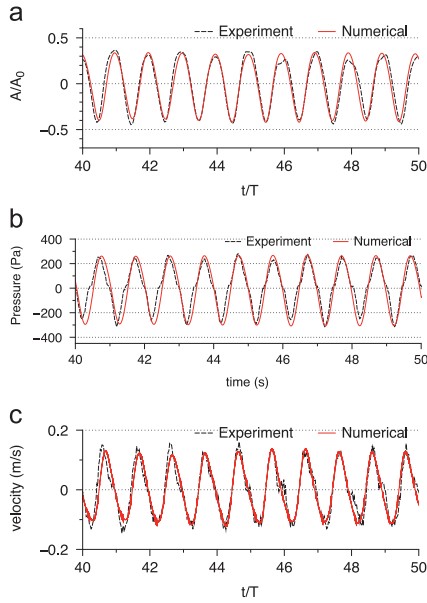 a
Experiment Numerical
0.5
0
−0.5
A/A0
40 42 44 46 48 50
t/T
b
Experiment Numerical
400
200
0
−200
−400
Pressure (Pa)
40 42 44 46 48 50
time (s)
c
Experiment Numerical
0.2
0
−0.2
velocity (m/s)
40 42 44 46 48 50
t/T